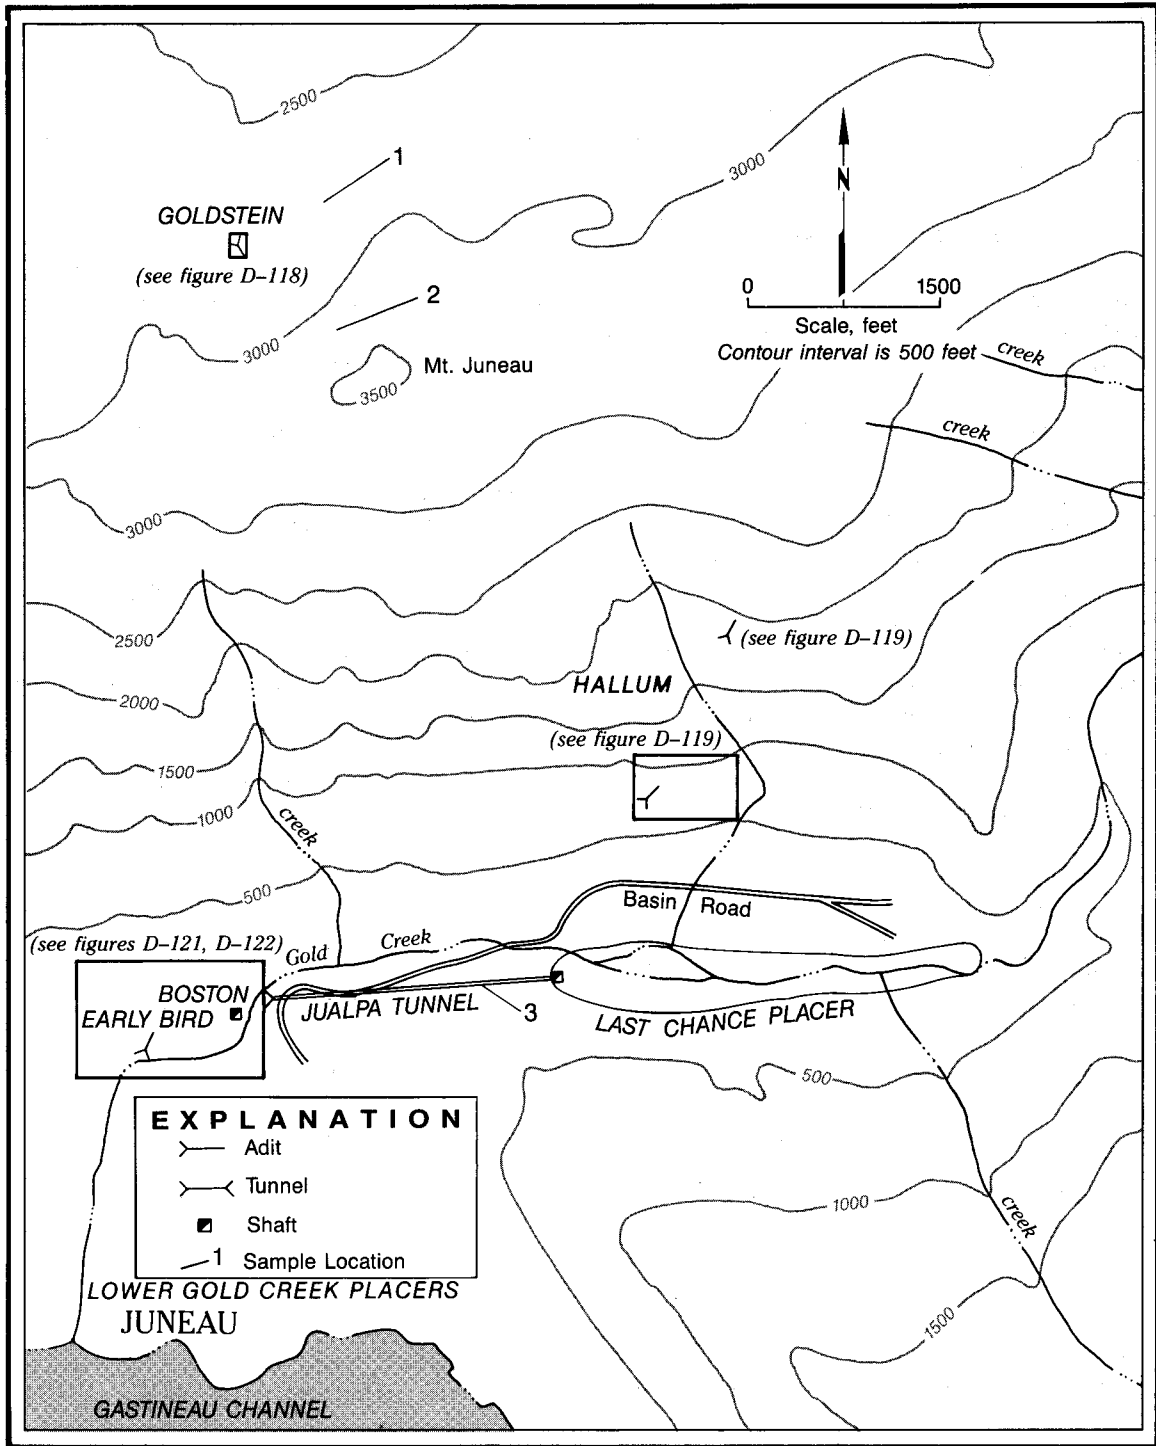 2500
1
3000
N
GOLDSTEIN
(see figure D-118)
0 1500
2
Scale, feet
Contour interval is 500 feet
creek
3000
Mt. Juneau
3500
creek
3000
2500
(see figure D-119)
HALLUM
2000
(see figure D-119)
1500
1000
creek
500
Basin Road
(see figures D-121, D-122)
Gold Creek
BOSTON
EARLY BIRD
JUALPA TUNNEL
3
LAST CHANCE PLACER
500
EXPLANATION
Adit
Tunnel
Shaft
1 Sample Location
1000
creek
LOWER GOLD CREEK PLACERS
JUNEAU
1500
GASTINEAU CHANNEL